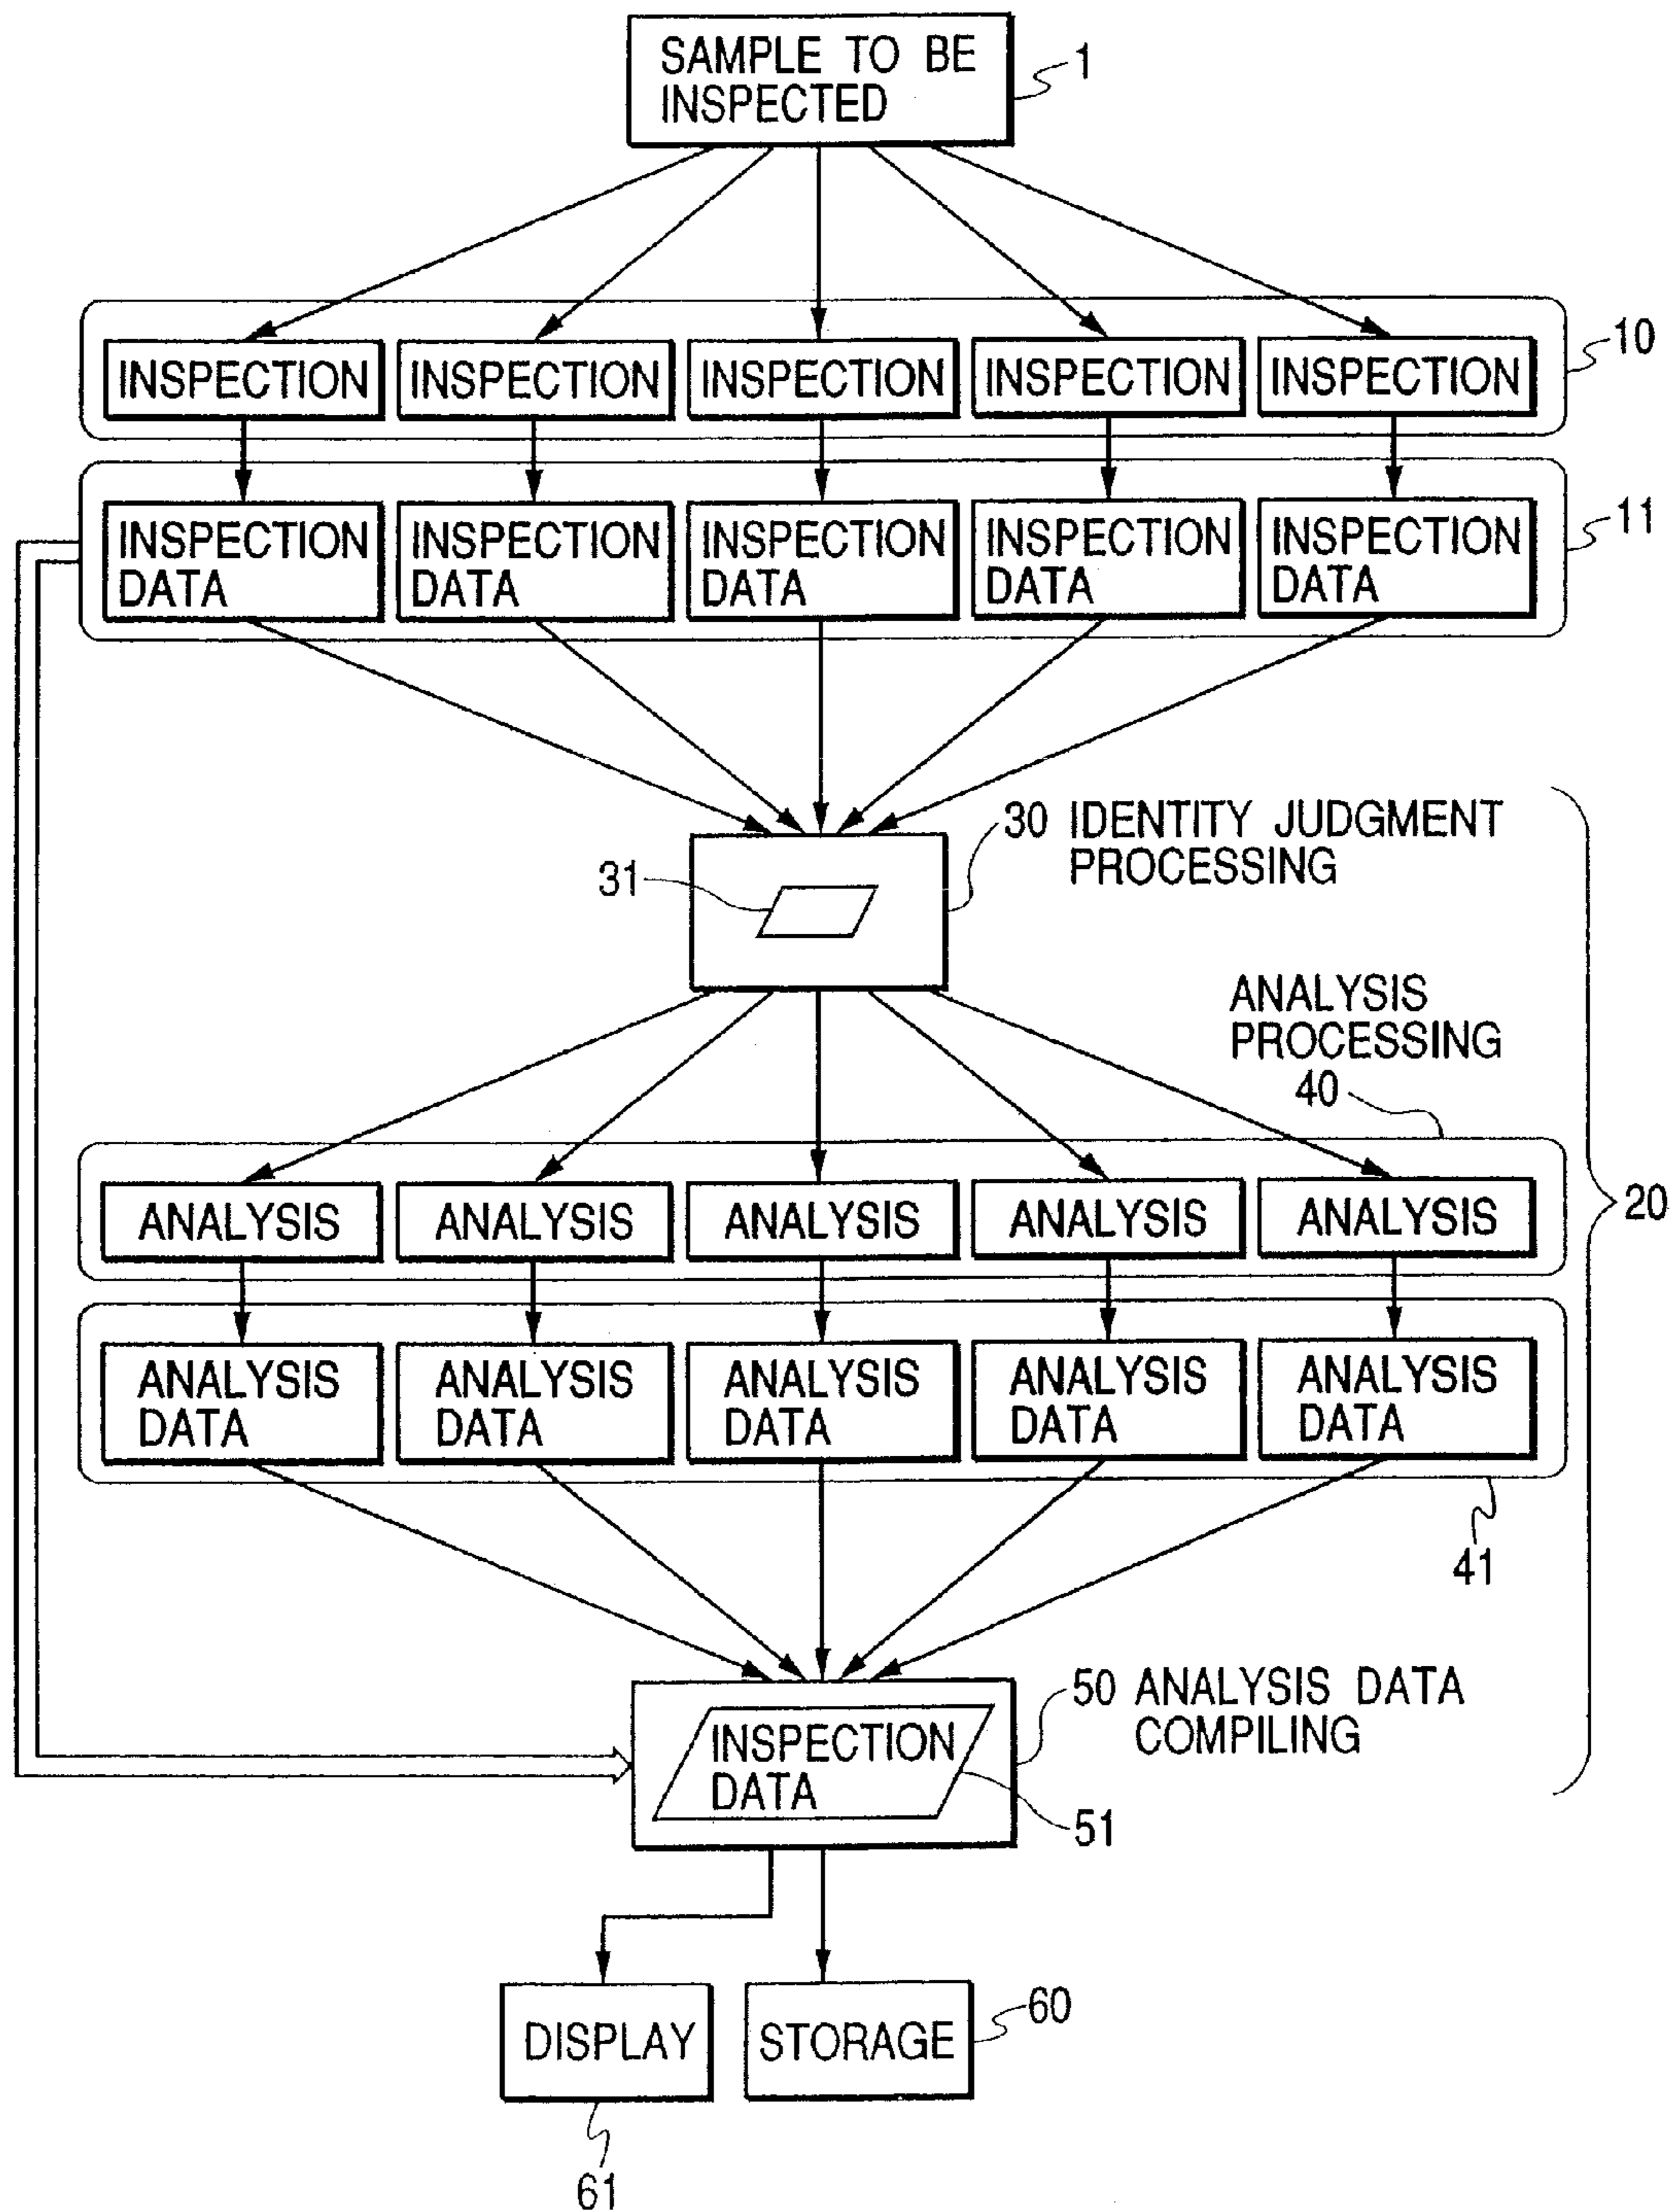 SAMPLE TO BE
INSPECTED
1
INSPECTION INSPECTION INSPECTION INSPECTION INSPECTION
10
INSPECTION INSPECTION INSPECTION INSPECTION INSPECTION
DATA DATA DATA DATA DATA
11
30 IDENTITY JUDGMENT
PROCESSING
31
ANALYSIS
PROCESSING
40
ANALYSIS ANALYSIS ANALYSIS ANALYSIS ANALYSIS
20
ANALYSIS ANALYSIS ANALYSIS ANALYSIS ANALYSIS
DATA DATA DATA DATA DATA
41
50 ANALYSIS DATA
COMPILING
INSPECTION
DATA
51
DISPLAY
STORAGE
60
61